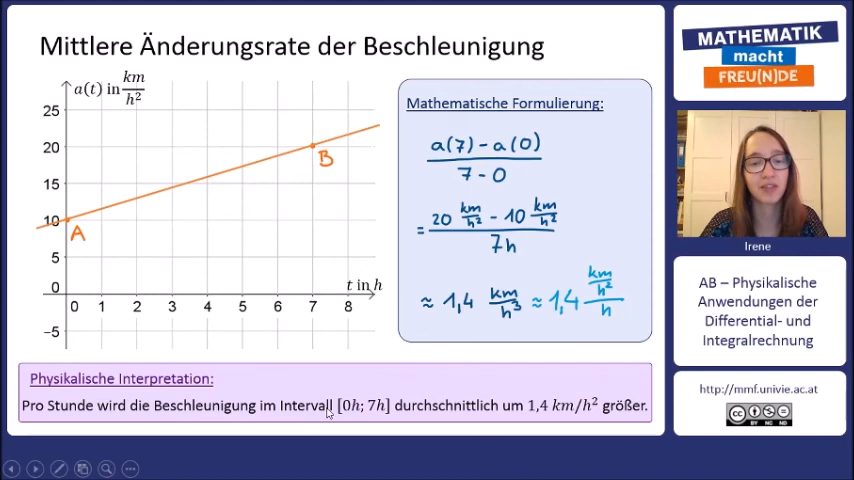 Mittlere Änderungsrate der Beschleunigung
a(t) in km/h²
25
20
15
10
5
0
-5
0 1 2 3 4 5 6 7 8
t in h
A
B
Mathematische Formulierung:
a(7) - a(0)
7 - 0
= 20 km/h² - 10 km/h²
7h
≈ 1,4 km/h³ ≈ 1,4 km/h² / h
Physikalische Interpretation:
Pro Stunde wird die Beschleunigung im Intervall [0h; 7h] durchschnittlich um 1,4 km/h² größer.
MATHEMATIK
macht
FREU(N)DE
Irene
AB – Physikalische
Anwendungen der
Differential- und
Integralrechnung
http://mmf.univie.ac.at
cc
BY NC ND